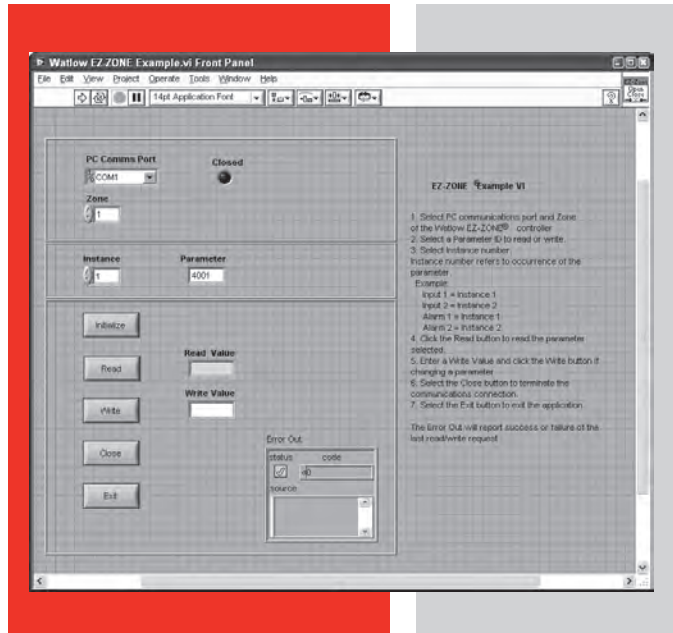 Watlow EZ-ZONE Example.vi Front Panel
File Edit View Project Operate Tools Window Help
14pt Application Font
PC Comms Port
Closed
COM1
Zone
1
Instance
Parameter
1
4001
Initialize
Read
Read Value
Write
Write Value
Close
Exit
Error Out
status code
0
source
EZ-ZONE ® Example VI
1. Select PC communications port and Zone
of the Watlow EZ-ZONE® controller
2. Select a Parameter ID to read or write.
3. Select Instance number.
Instance number refers to occurrence of the
parameter
Example
Input 1 = Instance 1
Input 2 = Instance 2
Alarm 1 = Instance 1
Alarm 2 = Instance 2
4. Click the Read button to read the parameter
selected.
5. Enter a Write Value and click the Write button if
changing a parameter
6. Select the Close button to terminate the
communications connection.
7. Select the Exit button to exit the application.
The Error Out will report success or failure of the
last read/write request